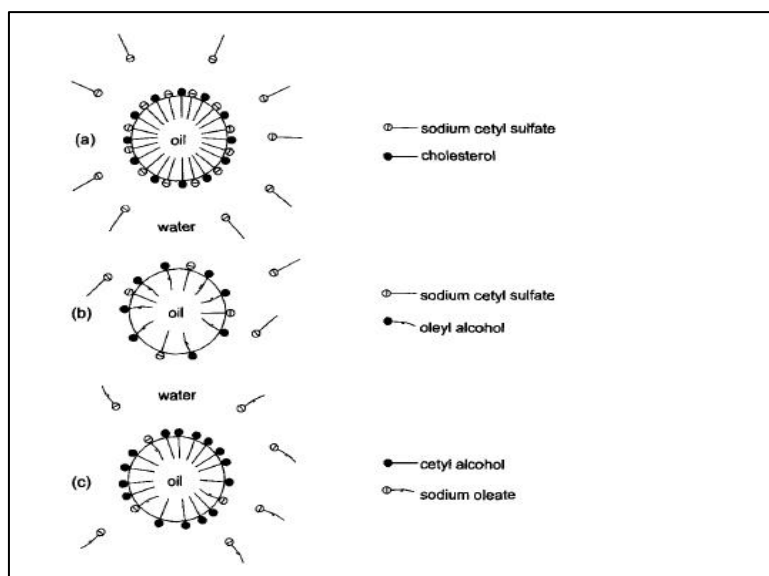 (a)
oil
sodium cetyl sulfate
cholesterol
water
(b)
oil
sodium cetyl sulfate
oleyl alcohol
water
(c)
oil
cetyl alcohol
sodium oleate